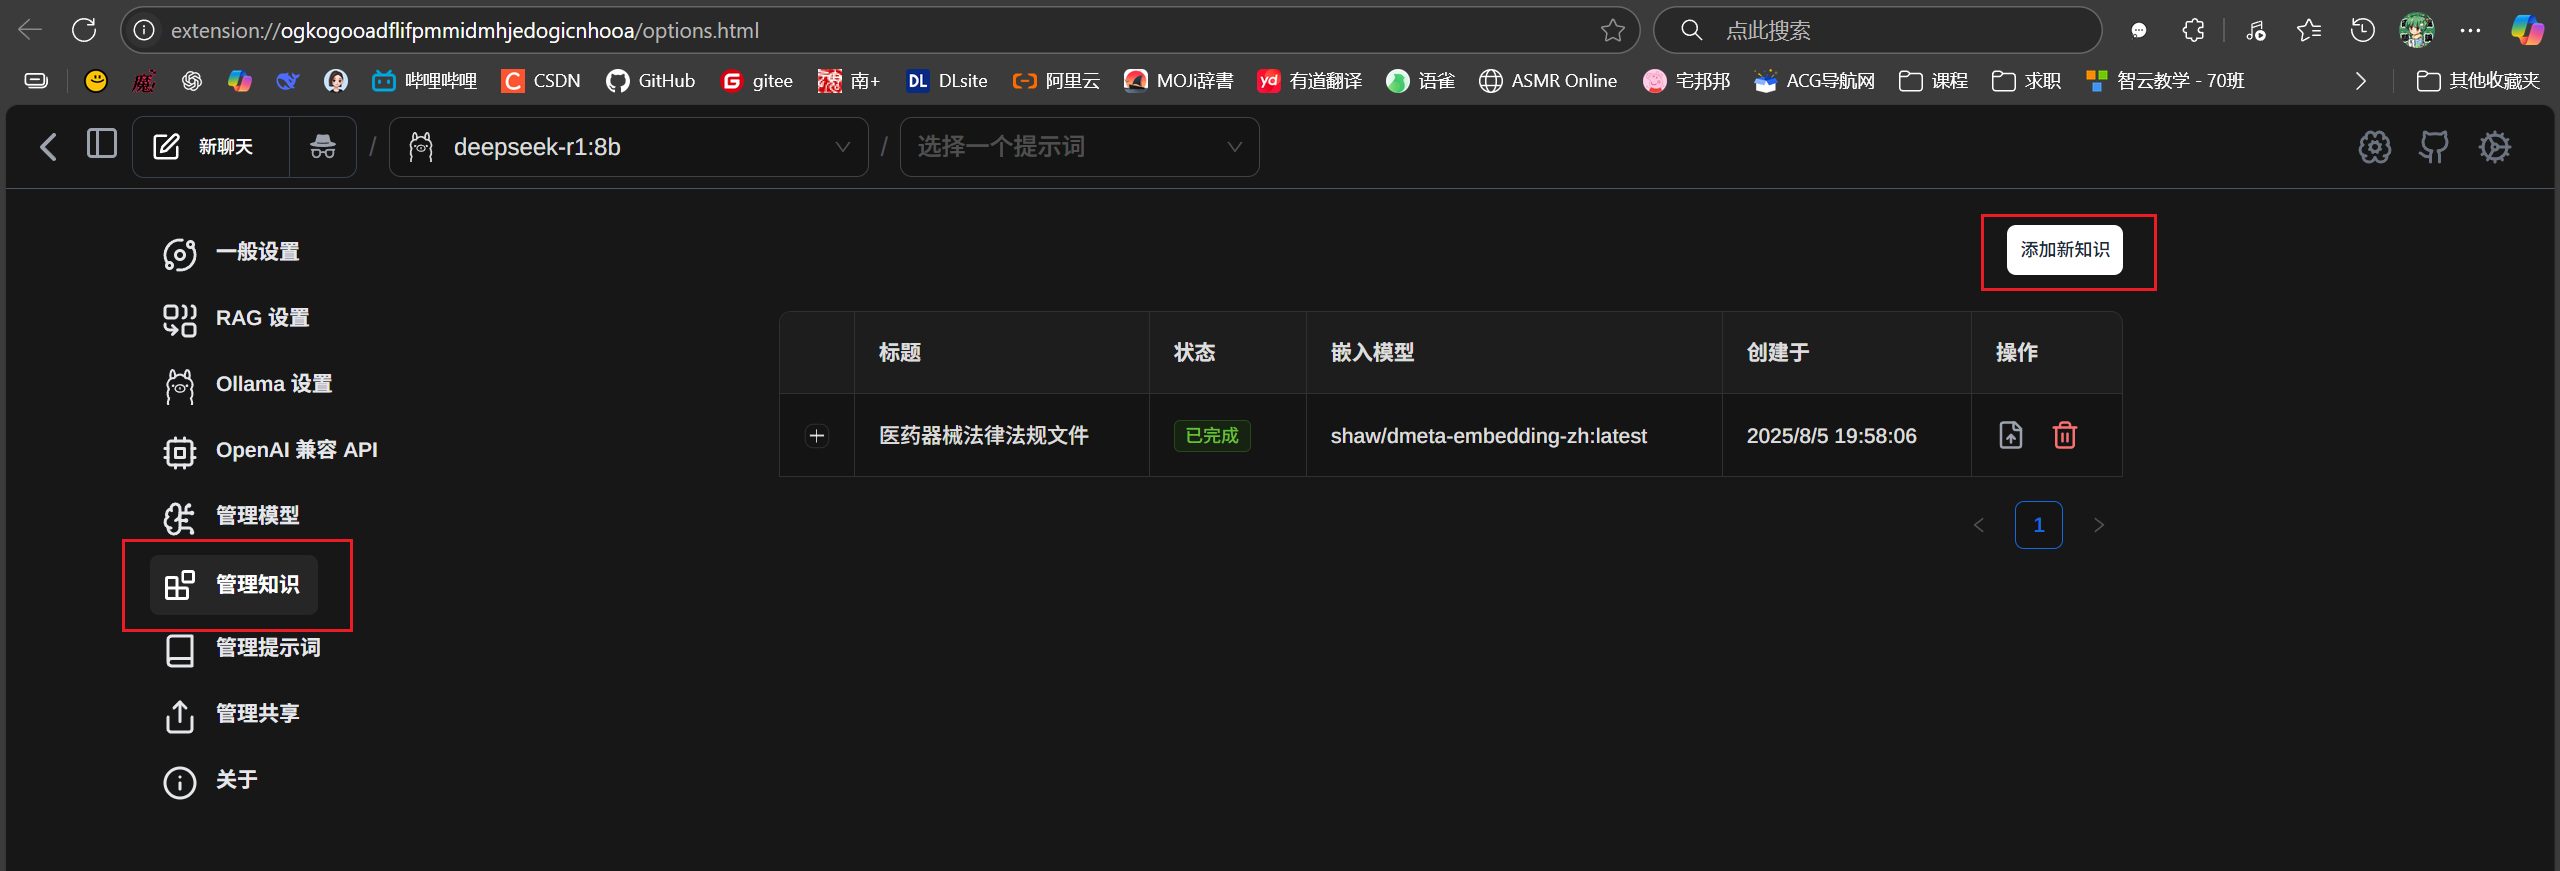 extension://ogkogooadflifpmmidmhjedogicnhooa/options.html
点此搜索
哔哩哔哩 CSDN GitHub gitee 南+ DL DLsite 阿里云 MOJi辞書 yd 有道翻译 语雀 ASMR Online 宅邦邦 ACG导航网 课程 求职 智云教学 - 70班 其他收藏夹
新聊天 / deepseek-r1:8b / 选择一个提示词
一般设置
RAG 设置
Ollama 设置
OpenAI 兼容 API
管理模型
管理知识
管理提示词
管理共享
关于
添加新知识
标题 状态 嵌入模型 创建于 操作
医药器械法律法规文件 已完成 shaw/dmeta-embedding-zh:latest 2025/8/5 19:58:06
1